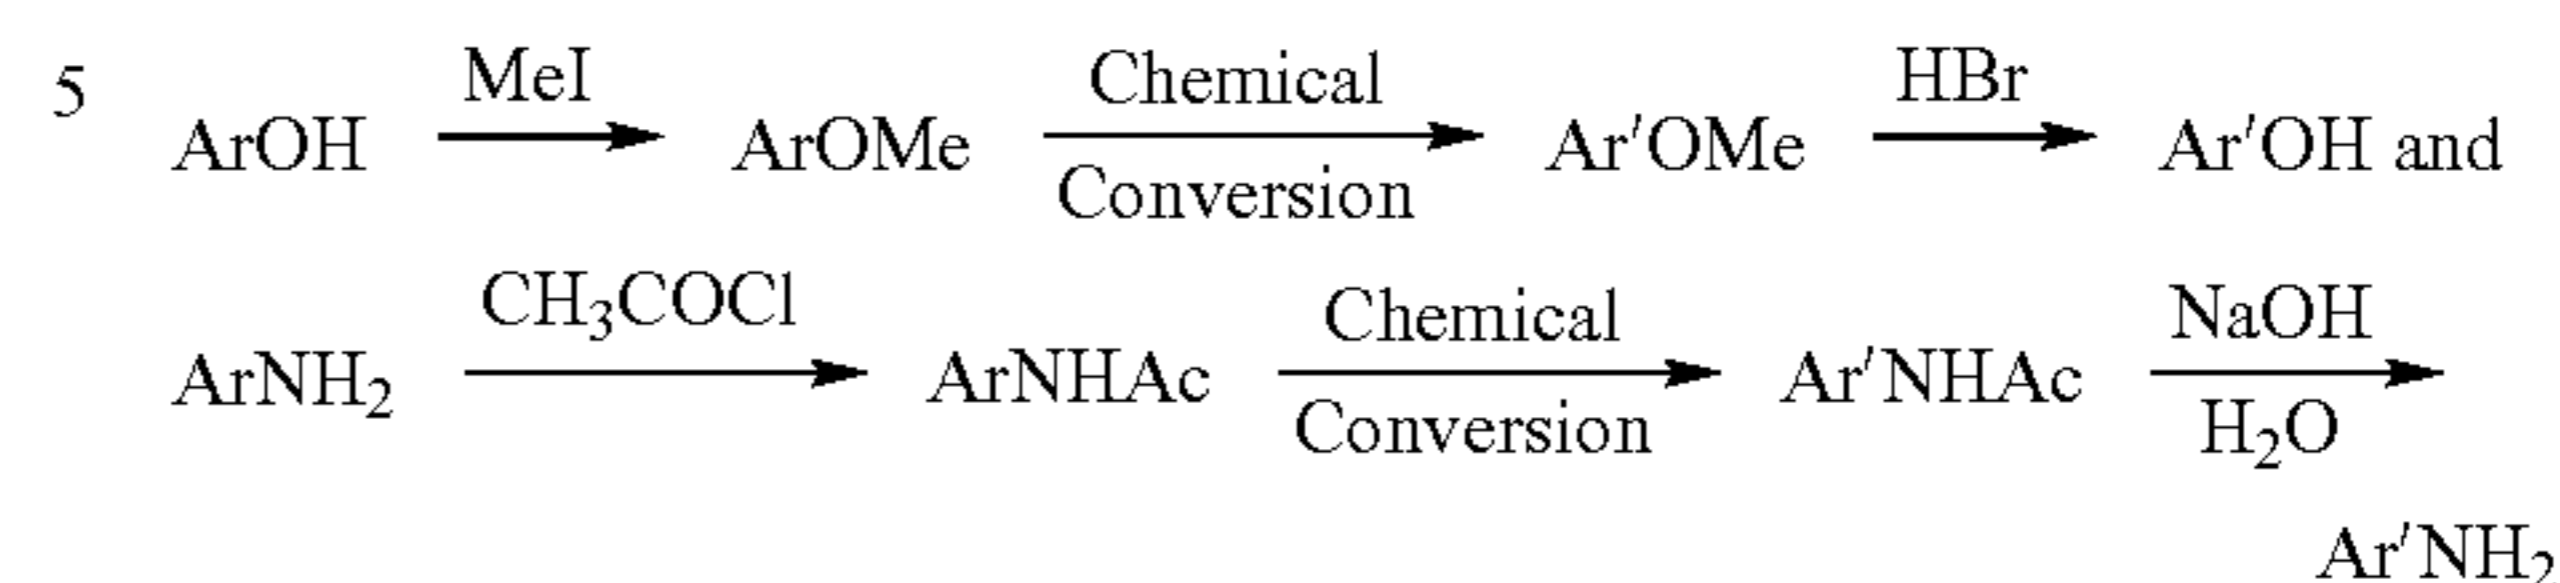 MeI Chemical HBr
5 ArOH ArOMe Ar′OMe Ar′OH and
Conversion
CH₃COCl Chemical NaOH
ArNH₂ ArNHAc Ar′NHAc
Conversion H₂O
Ar′NH₂